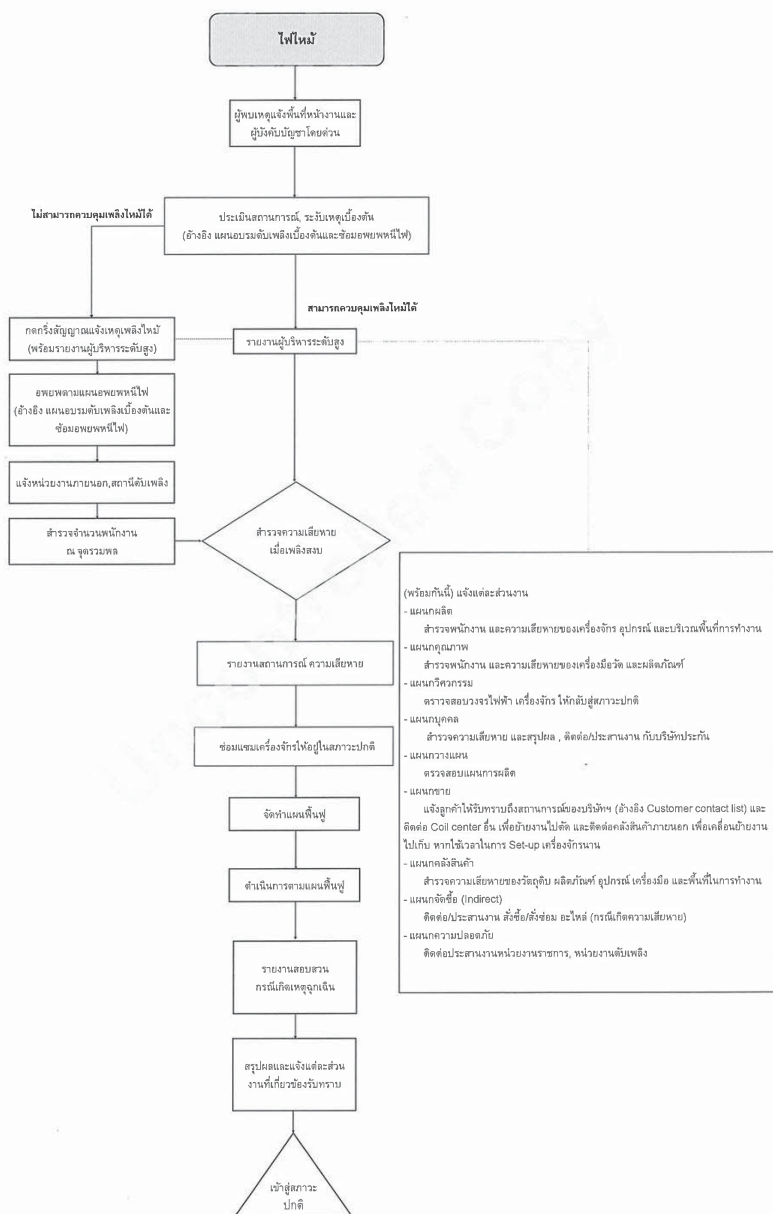 ไฟไหม้
ผู้พบเหตุแจ้งพื้นที่หน้างานและ
ผู้บังคับบัญชาโดยด่วน
ประเมินสถานการณ์, ระงับเหตุเบื้องต้น
(อ้างอิง แผนอบรมดับเพลิงเบื้องต้นและซ้อมอพยพหนีไฟ)
ไม่สามารถควบคุมเพลิงไหม้ได้
สามารถควบคุมเพลิงไหม้ได้
กดกริ่งสัญญาณแจ้งเหตุเพลิงไหม้
(พร้อมรายงานผู้บริหารระดับสูง)
รายงานผู้บริหารระดับสูง
อพยพตามแผนอพยพหนีไฟ
(อ้างอิง แผนอบรมดับเพลิงเบื้องต้นและ
ซ้อมอพยพหนีไฟ)
แจ้งหน่วยงานภายนอก,สถานีดับเพลิง
สำรวจจำนวนพนักงาน
ณ จุดรวมพล
สำรวจความเสียหาย
เมื่อเพลิงสงบ
รายงานสถานการณ์ ความเสียหาย
ซ่อมแซมเครื่องจักรให้อยู่ในสภาวะปกติ
จัดทำแผนฟื้นฟู
ดำเนินการตามแผนฟื้นฟู
รายงานสอบสวน
กรณีเกิดเหตุฉุกเฉิน
สรุปผลและแจ้งแต่ละส่วน
งานที่เกี่ยวข้องรับทราบ
เข้าสู่สภาวะ
ปกติ
(พร้อมกันนี้) แจ้งแต่ละส่วนงาน
- แผนกผลิต
สำรวจพนักงาน และความเสียหายของเครื่องจักร อุปกรณ์ และบริเวณพื้นที่การทำงาน
- แผนกคุณภาพ
สำรวจพนักงาน และความเสียหายของเครื่องมือวัด และผลิตภัณฑ์
- แผนกวิศวกรรม
ตรวจสอบวงจรไฟฟ้า เครื่องจักร ให้กลับสู่สภาวะปกติ
- แผนกบุคคล
สำรวจความเสียหาย และสรุปผล , ติดต่อ/ประสานงาน กับบริษัทประกัน
- แผนกวางแผน
ตรวจสอบแผนการผลิต
- แผนกขาย
แจ้งลูกค้าให้รับทราบถึงสถานการณ์ของบริษัทฯ (อ้างอิง Customer contact list) และ
ติดต่อ Coil center อื่น เพื่อย้ายงานไปตัด และติดต่อคลังสินค้าภายนอก เพื่อเคลื่อนย้ายงาน
ไปเก็บ หากใช้เวลาในการ Set-up เครื่องจักรนาน
- แผนกคลังสินค้า
สำรวจความเสียหายของวัตถุดิบ ผลิตภัณฑ์ อุปกรณ์ เครื่องมือ และพื้นที่ในการทำงาน
- แผนกจัดซื้อ (Indirect)
ติดต่อ/ประสานงาน สั่งซื้อ/สั่งซ่อม อะไหล่ (กรณีเกิดความเสียหาย)
- แผนกความปลอดภัย
ติดต่อประสานงานหน่วยงานราชการ, หน่วยงานดับเพลิง
Uncontrolled Copy